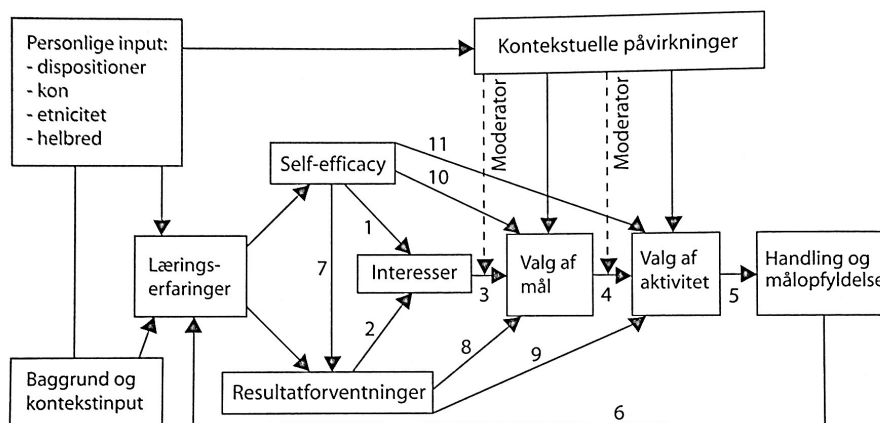 Personlige input:
- dispositioner
- kon
- etnicitet
- helbred
Kontekstuelle påvirkninger
Moderator
Moderator
11
Self-efficacy
10
1
Lærings-
erfaringer
7
Interesser
3
Valg af
mål
4
Valg af
aktivitet
5
Handling og
målopfyldelse
2
8
9
Baggrund og
kontekstinput
Resultatforventninger
6